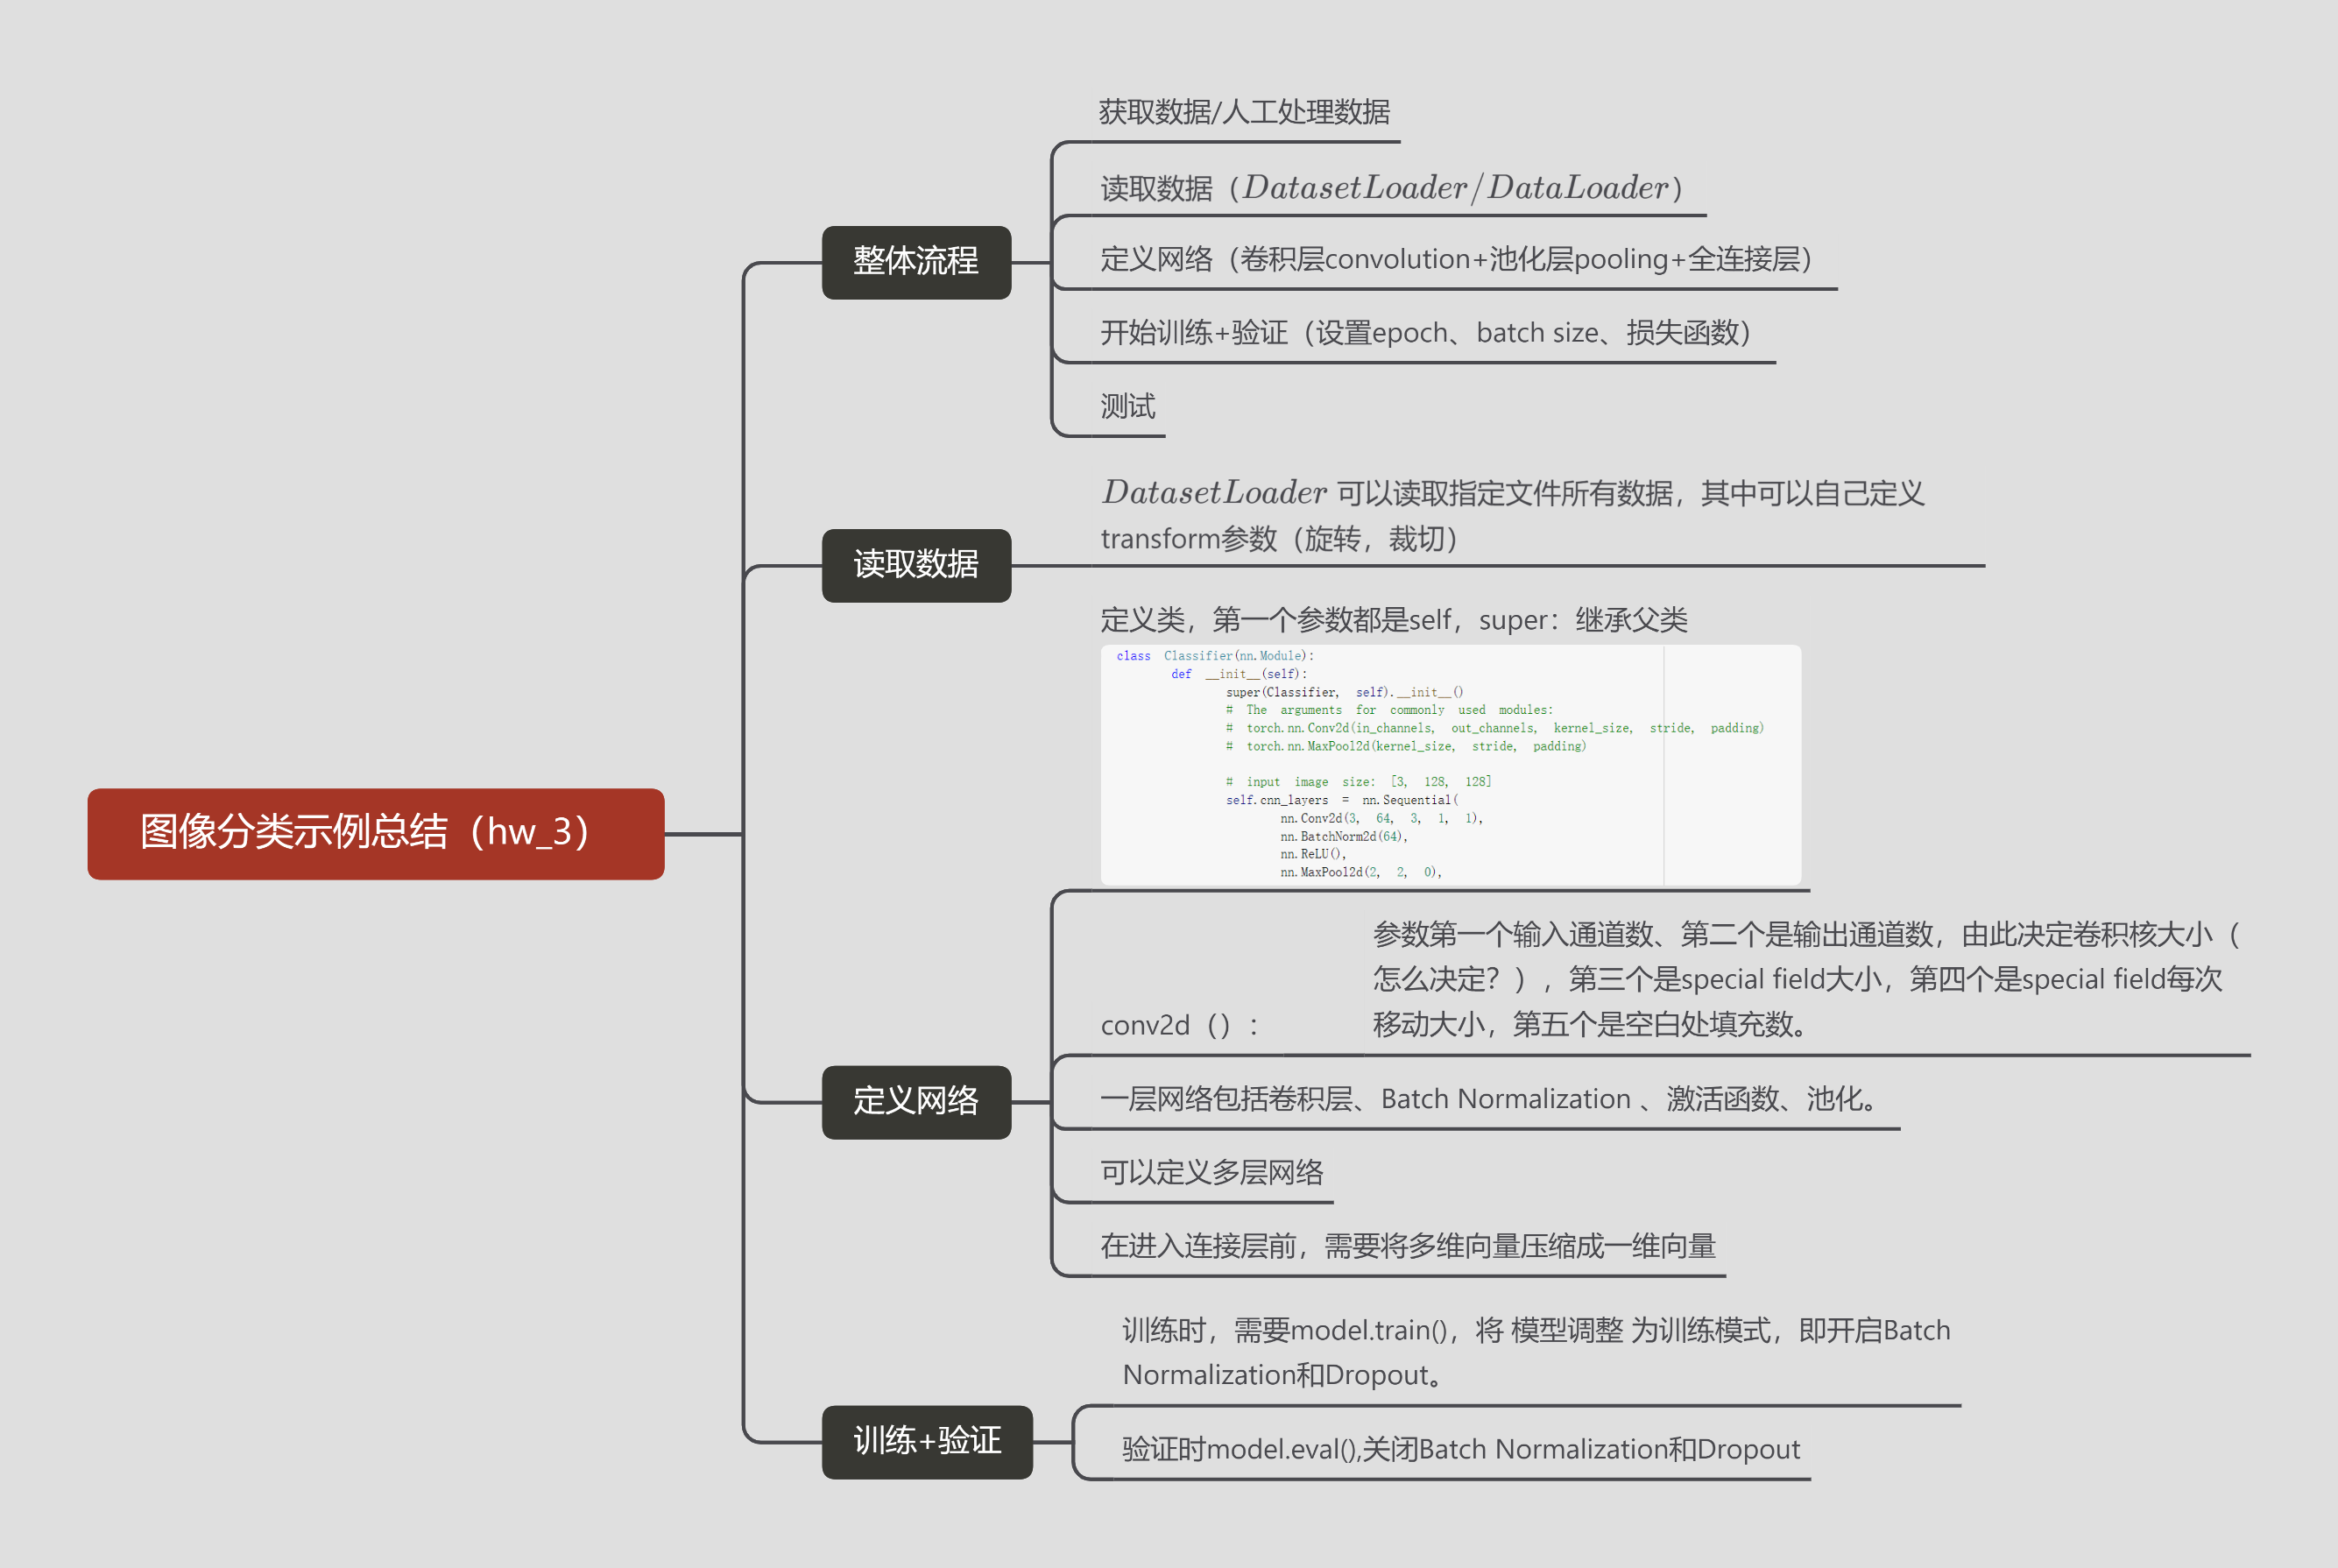 图像分类示例总结（hw_3）
整体流程
获取数据/人工处理数据
读取数据（DatasetLoader/DataLoader）
定义网络（卷积层convolution+池化层pooling+全连接层）
开始训练+验证（设置epoch、batch size、损失函数）
测试
读取数据
DatasetLoader 可以读取指定文件所有数据，其中可以自己定义
transform参数（旋转，裁切）
定义网络
定义类，第一个参数都是self，super：继承父类
class Classifier(nn.Module):
def __init__(self):
super(Classifier, self).__init__()
# The arguments for commonly used modules:
# torch.nn.Conv2d(in_channels, out_channels, kernel_size, stride, padding)
# torch.nn.MaxPool2d(kernel_size, stride, padding)
# input image size: [3, 128, 128]
self.cnn_layers = nn.Sequential(
nn.Conv2d(3, 64, 3, 1, 1),
nn.BatchNorm2d(64),
nn.ReLU(),
nn.MaxPool2d(2, 2, 0),
conv2d（）：
参数第一个输入通道数、第二个是输出通道数，由此决定卷积核大小（
怎么决定？），第三个是special field大小，第四个是special field每次
移动大小，第五个是空白处填充数。
一层网络包括卷积层、Batch Normalization 、激活函数、池化。
可以定义多层网络
在进入连接层前，需要将多维向量压缩成一维向量
训练+验证
训练时，需要model.train()，将 模型调整 为训练模式，即开启Batch
Normalization和Dropout。
验证时model.eval(),关闭Batch Normalization和Dropout